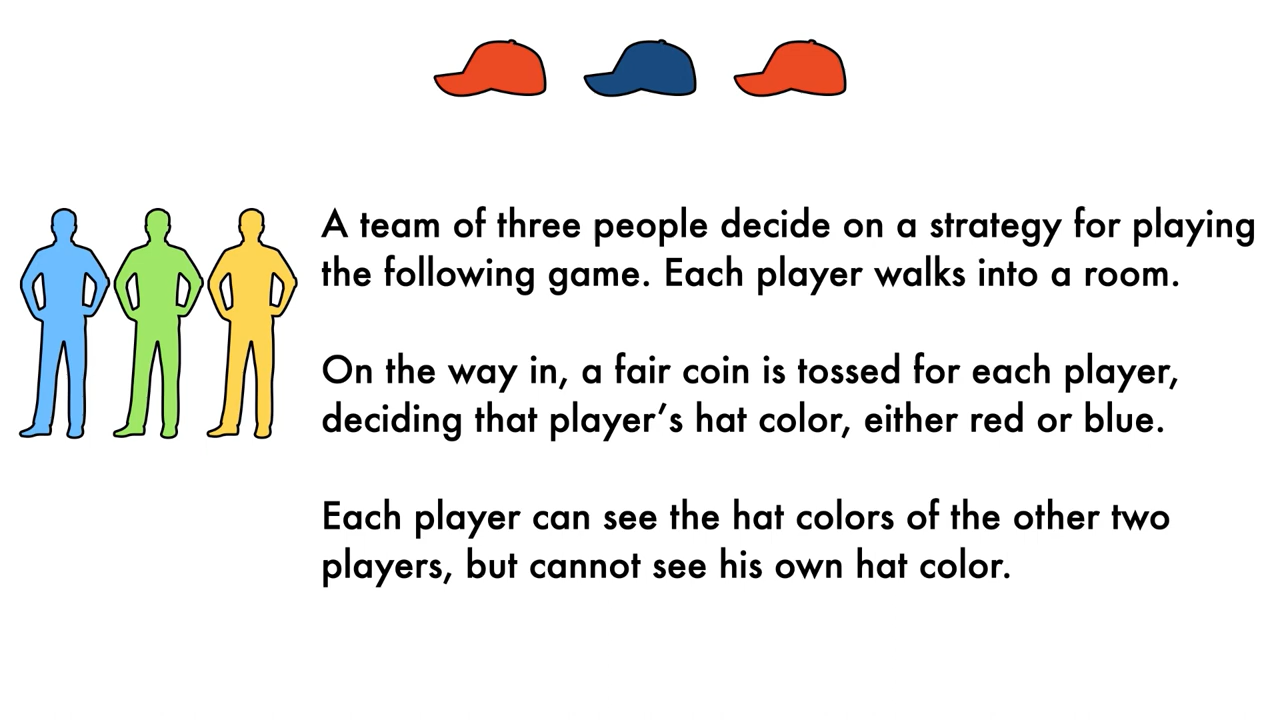 A team of three people decide on a strategy for playing
the following game. Each player walks into a room.
On the way in, a fair coin is tossed for each player,
deciding that player’s hat color, either red or blue.
Each player can see the hat colors of the other two
players, but cannot see his own hat color.